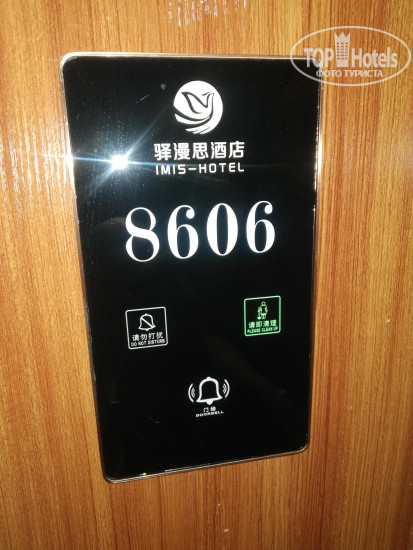 TOP Hotels
ФОТО ТУРИСТА
驿漫思酒店
IMIS-HOTEL
8606
请勿打扰
DO NOT DISTURB
请即清理
PLEASE CLEAN UP
门铃
DOORBELL